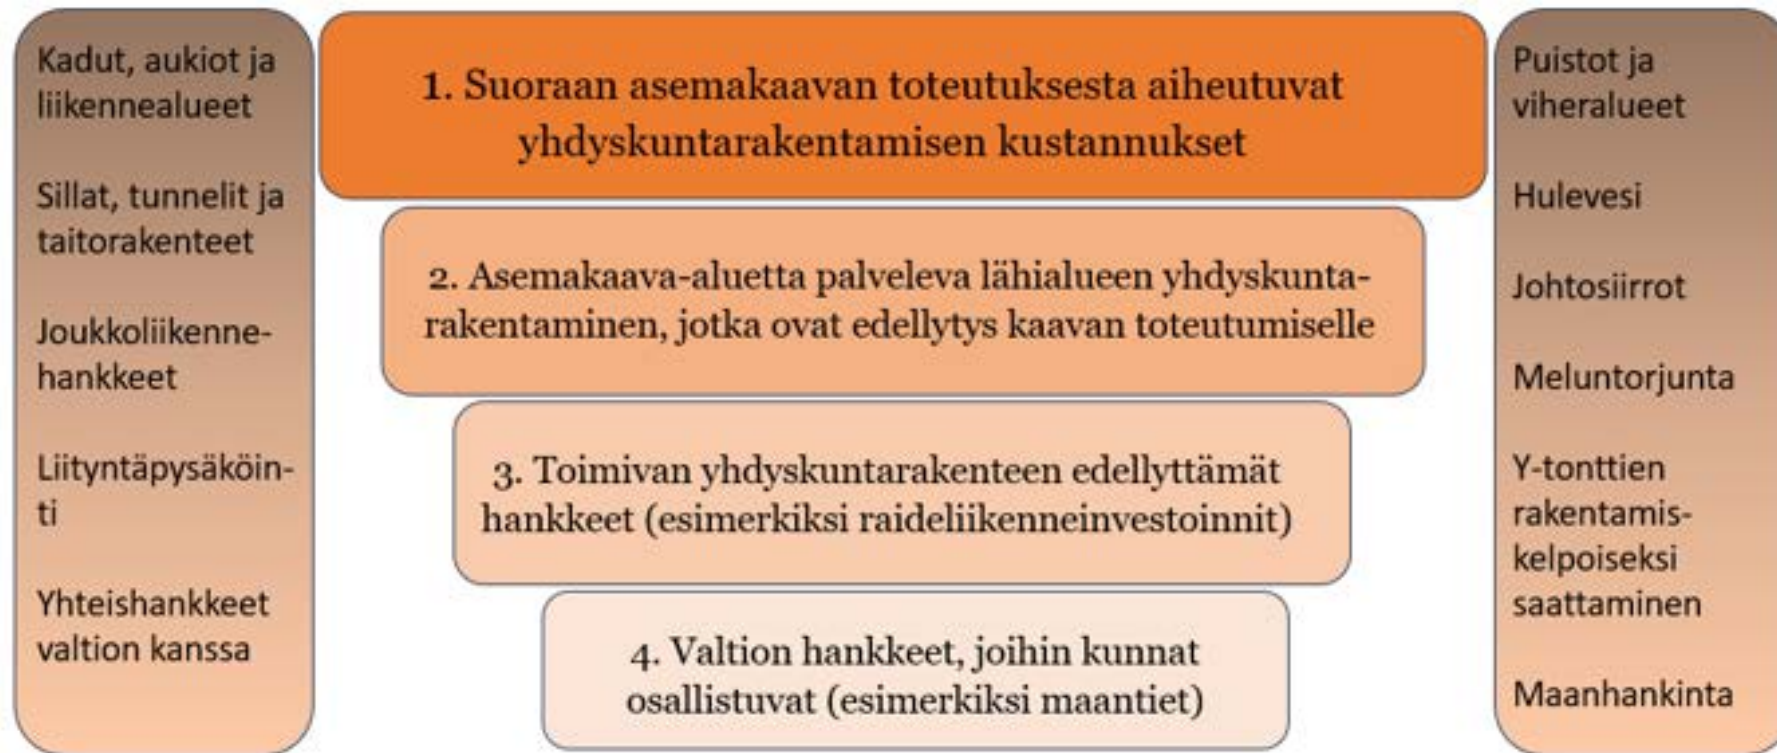 Kadut, aukiot ja
liikennealueet
Sillat, tunnelit ja
taitorakenteet
Joukkoliikenne-
hankkeet
Liityntäpysäköin-
ti
Yhteishankkeet
valtion kanssa
1. Suoraan asemakaavan toteutuksesta aiheutuvat
yhdyskuntarakentamisen kustannukset
2. Asemakaava-aluetta palveleva lähialueen yhdyskunta-
rakentaminen, jotka ovat edellytys kaavan toteutumiselle
3. Toimivan yhdyskuntarakenteen edellyttämät
hankkeet (esimerkiksi raideliikenneinvestoinnit)
4. Valtion hankkeet, joihin kunnat
osallistuvat (esimerkiksi maantiet)
Puistot ja
viheralueet
Hulevesi
Johtosiirrot
Meluntorjunta
Y-tonttien
rakentamis-
kelpoiseksi
saattaminen
Maanhankinta